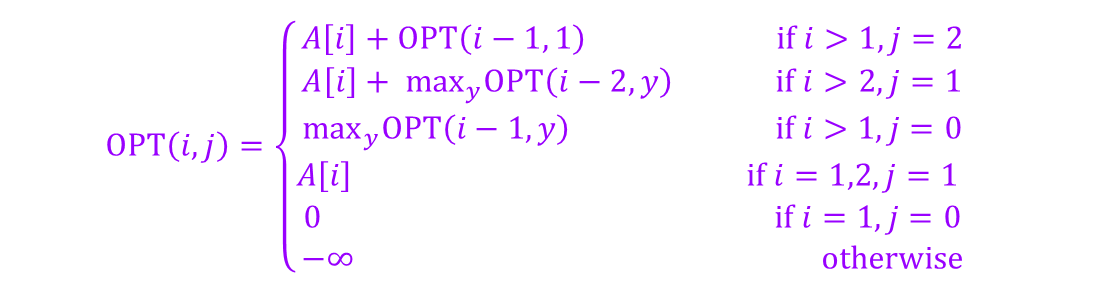 A[i] + OPT(i − 1, 1) if i > 1, j = 2
A[i] + max_y OPT(i − 2, y) if i > 2, j = 1
max_y OPT(i − 1, y) if i > 1, j = 0
OPT(i, j) = {
A[i] if i = 1,2, j = 1
0 if i = 1, j = 0
−∞ otherwise